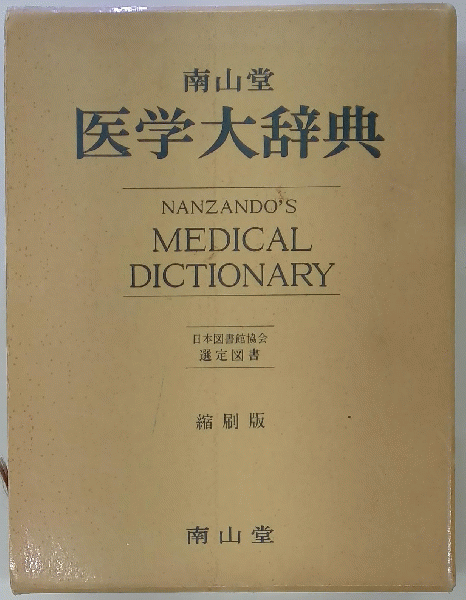 南山堂
医学大辞典
NANZANDO'S
MEDICAL
DICTIONARY
日本図書館協会
選定図書
縮刷版
南山堂